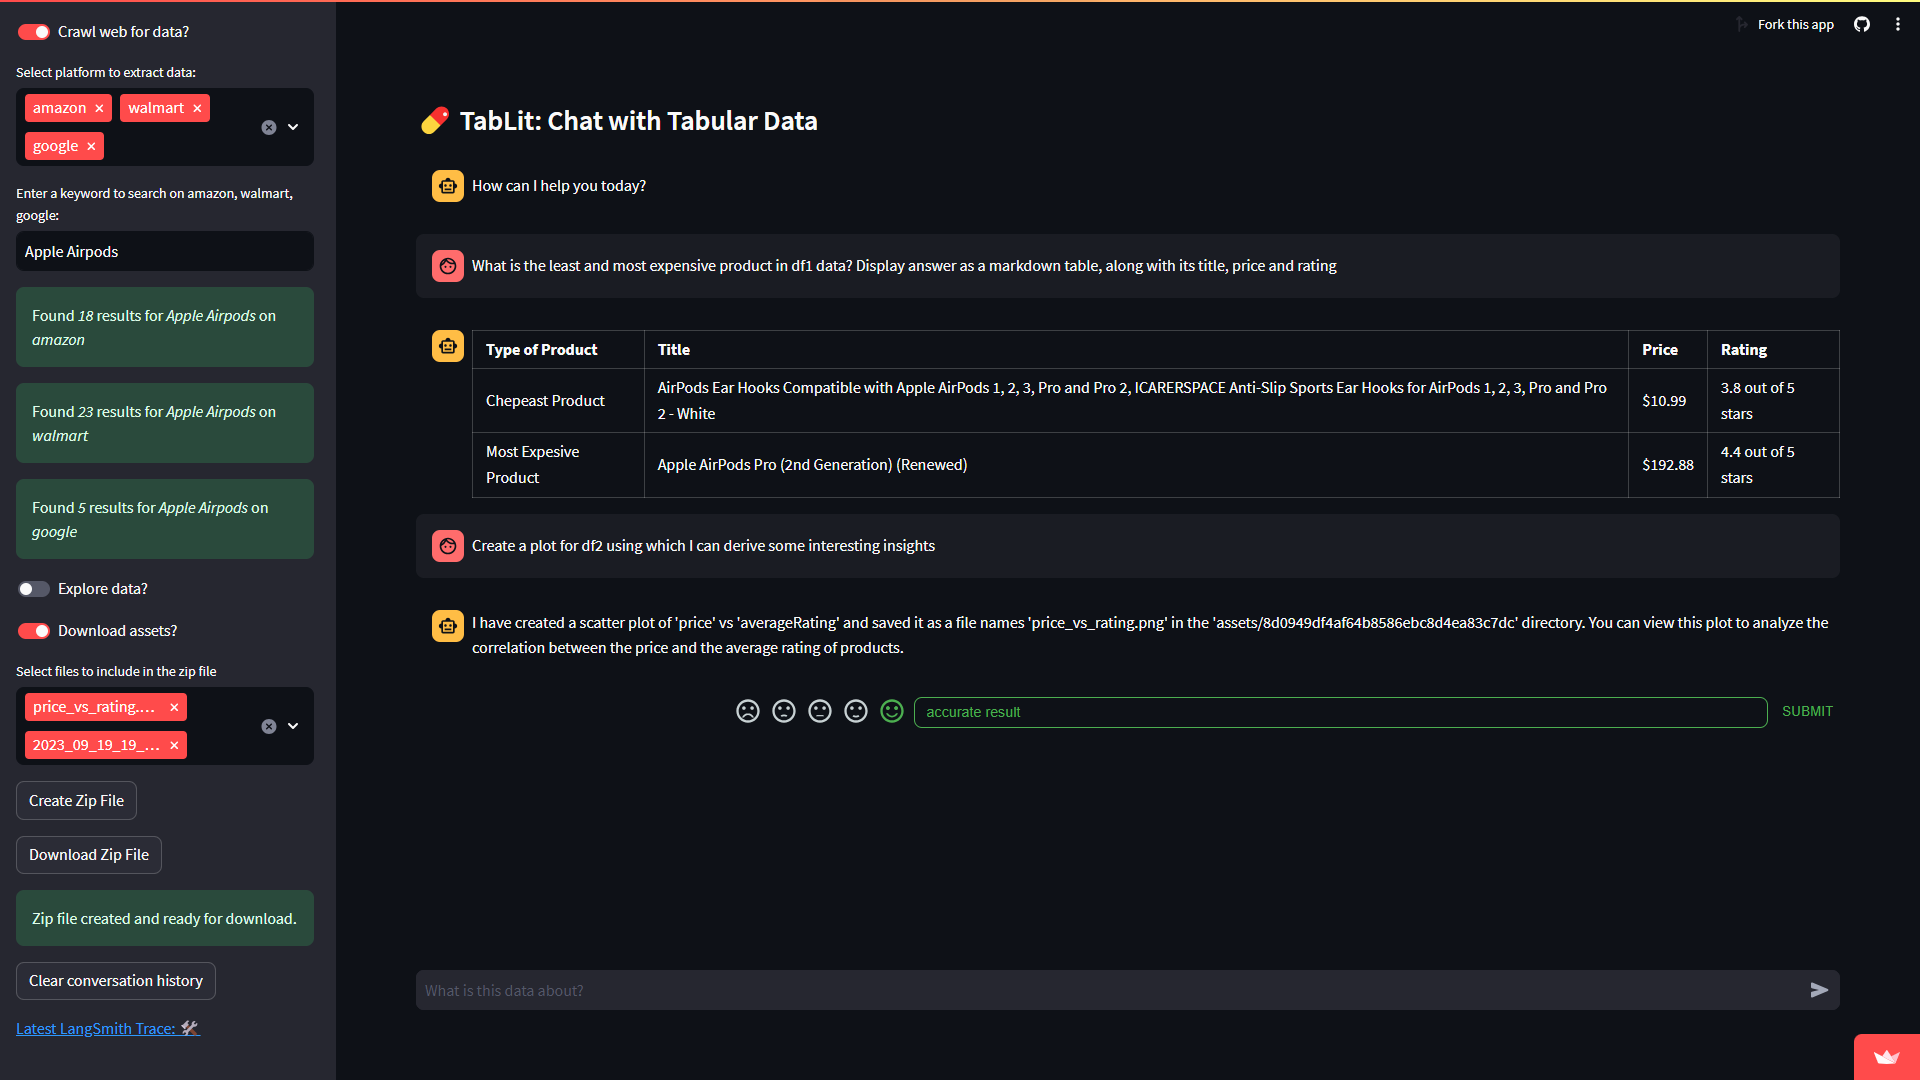 Crawl web for data?
Select platform to extract data:
amazon
walmart
google
Enter a keyword to search on amazon, walmart,
google:
Apple Airpods
Found 18 results for Apple Airpods on
amazon
Found 23 results for Apple Airpods on
walmart
Found 5 results for Apple Airpods on
google
Explore data?
Download assets?
Select files to include in the zip file
price_vs_rating....
2023_09_19_19_...
Create Zip File
Download Zip File
Zip file created and ready for download.
Clear conversation history
Latest LangSmith Trace:
Fork this app
TabLit: Chat with Tabular Data
How can I help you today?
What is the least and most expensive product in df1 data? Display answer as a markdown table, along with its title, price and rating
Type of Product Title Price Rating
Chepeast Product
AirPods Ear Hooks Compatible with Apple AirPods 1, 2, 3, Pro and Pro 2, ICARERSPACE Anti-Slip Sports Ear Hooks for AirPods 1, 2, 3, Pro and Pro
2 - White
$10.99
3.8 out of 5
stars
Most Expesive
Product
Apple AirPods Pro (2nd Generation) (Renewed)
$192.88
4.4 out of 5
stars
Create a plot for df2 using which I can derive some interesting insights
I have created a scatter plot of 'price' vs 'averageRating' and saved it as a file names 'price_vs_rating.png' in the 'assets/8d0949df4af64b8586ebc8d4ea83c7dc' directory. You can view this plot to analyze the
correlation between the price and the average rating of products.
accurate result
SUBMIT
What is this data about?